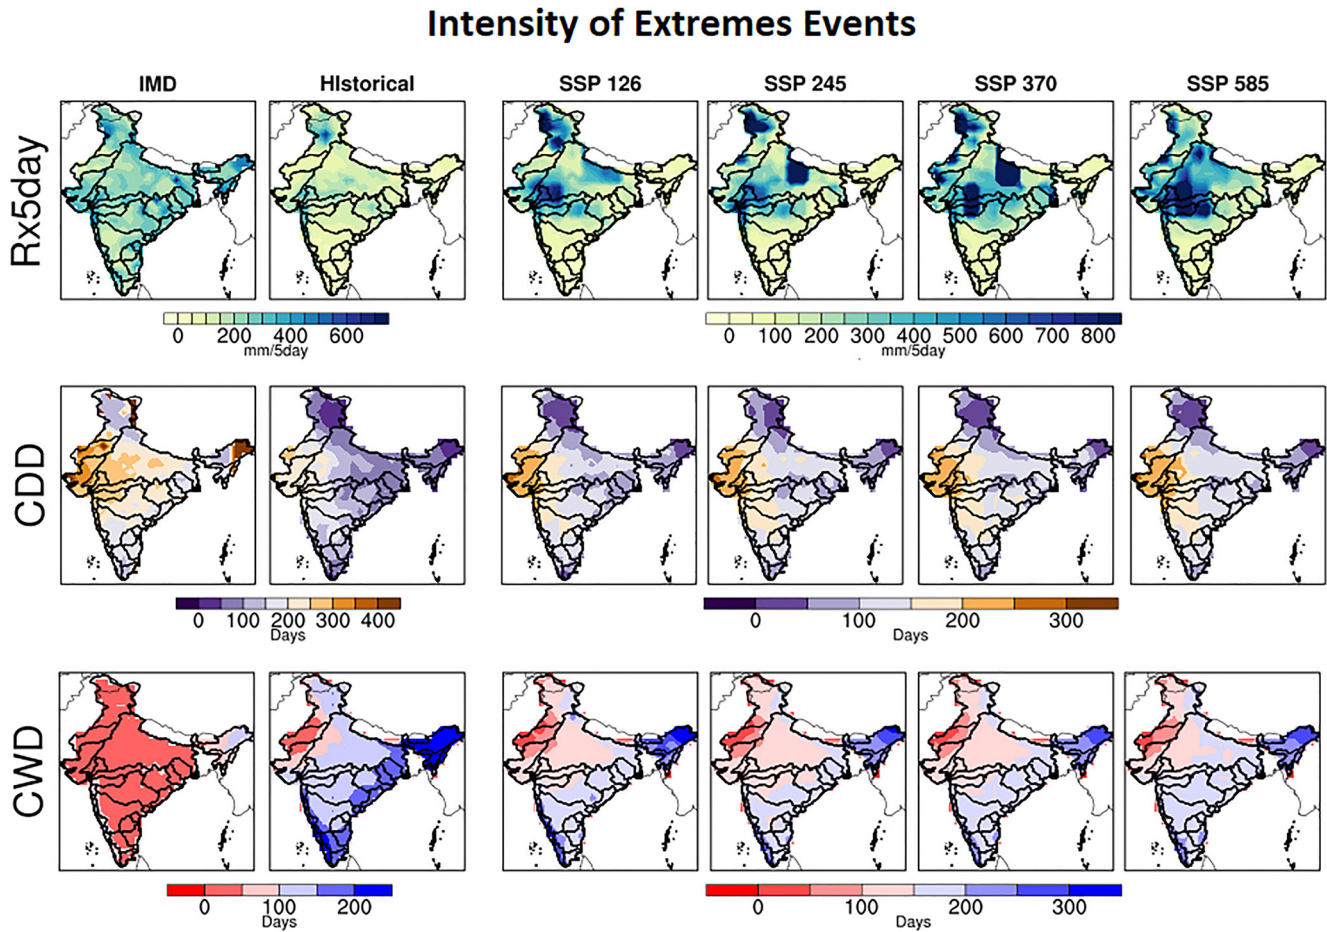 Intensity of Extremes Events
IMD HIstorical SSP 126 SSP 245 SSP 370 SSP 585
Rx5day
0 200 400 600
mm/5day
0 100 200 300 400 500 600 700 800
mm/5day
CDD
0 100 200 300 400
Days
0 100 200 300
Days
CWD
0 100 200
Days
0 100 200 300
Days